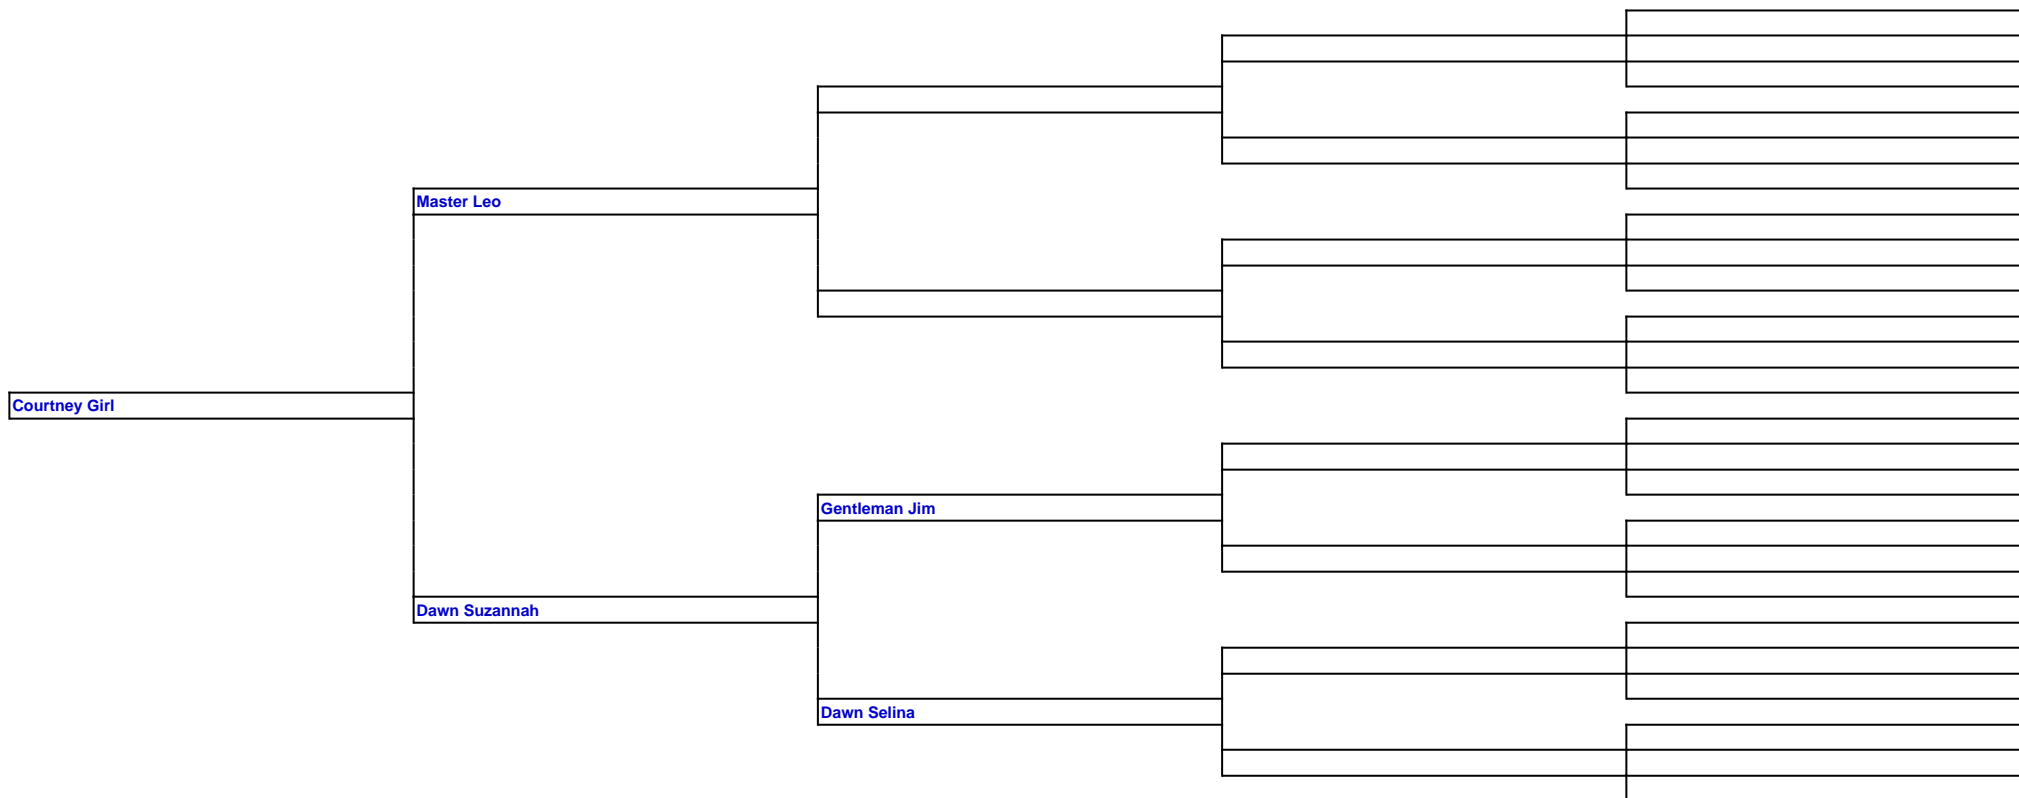 Master Leo
Courtney Girl
Gentleman Jim
Dawn Suzannah
Dawn Selina